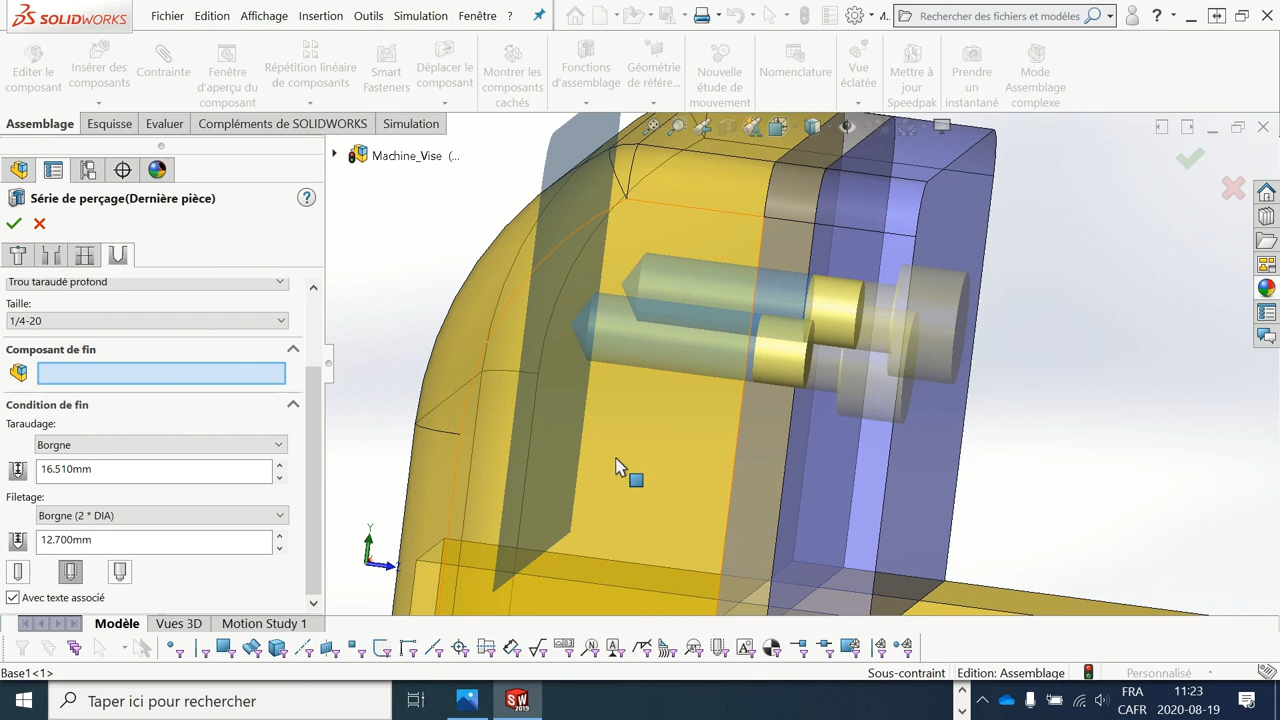 SOLIDWORKS
Fichier Edition Affichage Insertion Outils Simulation Fenêtre ?
Rechercher des fichiers et modèles
?
Editer le composant
Insérer des composants
Contrainte
Fenêtre d'aperçu du composant
Répétition linéaire de composants
Smart Fasteners
Déplacer le composant
Montrer les composants cachés
Fonctions d'assemblage
Géométrie de référe...
Nouvelle étude de mouvement
Nomenclature
Vue éclatée
Mettre à jour Speedpak
Prendre un instantané
Mode Assemblage complexe
Assemblage Esquisse Evaluer Compléments de SOLIDWORKS Simulation
Machine_Vise (...
Série de perçage(Dernière pièce)
?
Trou taraudé profond
Taille:
1/4-20
Composant de fin
Condition de fin
Taraudage:
Borgne
16.510mm
Filetage:
Borgne (2 * DIA)
12.700mm
Avec texte associé
Y
Modèle Vues 3D Motion Study 1
Base1<1>
Sous-contraint Edition: Assemblage Personnalisé
Taper ici pour rechercher
SW
2019
FRA
CAFR
11:23
2020-08-19